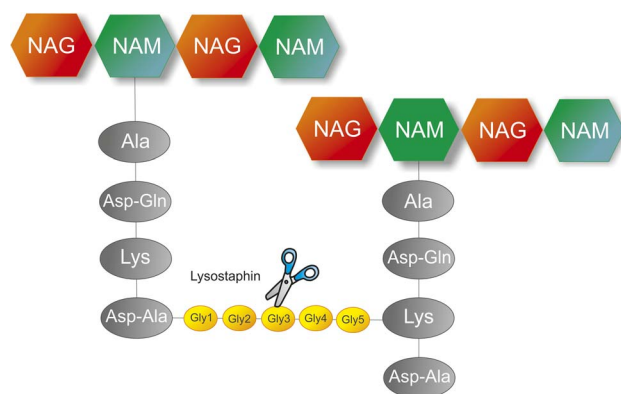 NAG NAM NAG NAM
NAG NAM NAG NAM
Ala
Asp-Gln
Lys
Asp-Ala
Lysostaphin
Gly1 Gly2 Gly3 Gly4 Gly5
Ala
Asp-Gln
Lys
Asp-Ala